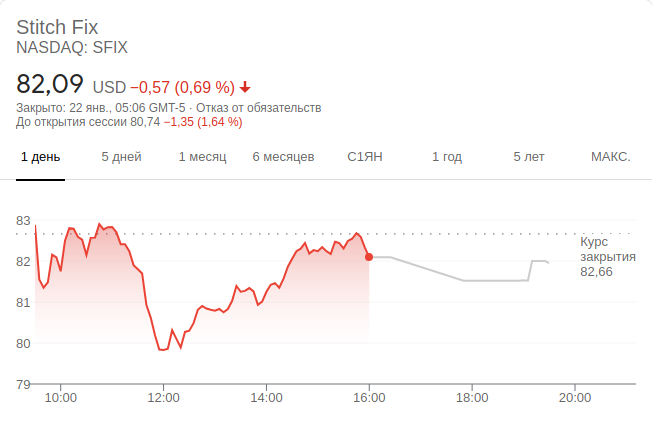 Stitch Fix
NASDAQ: SFIX
82,09 USD −0,57 (0,69 %)
Закрыто: 22 янв., 05:06 GMT-5 · Отказ от обязательств
До открытия сессии 80,74 −1,35 (1,64 %)
1 день 5 дней 1 месяц 6 месяцев С1ЯН 1 год 5 лет МАКС.
83
82
81
80
79
Курс
закрытия
82,66
10:00 12:00 14:00 16:00 18:00 20:00